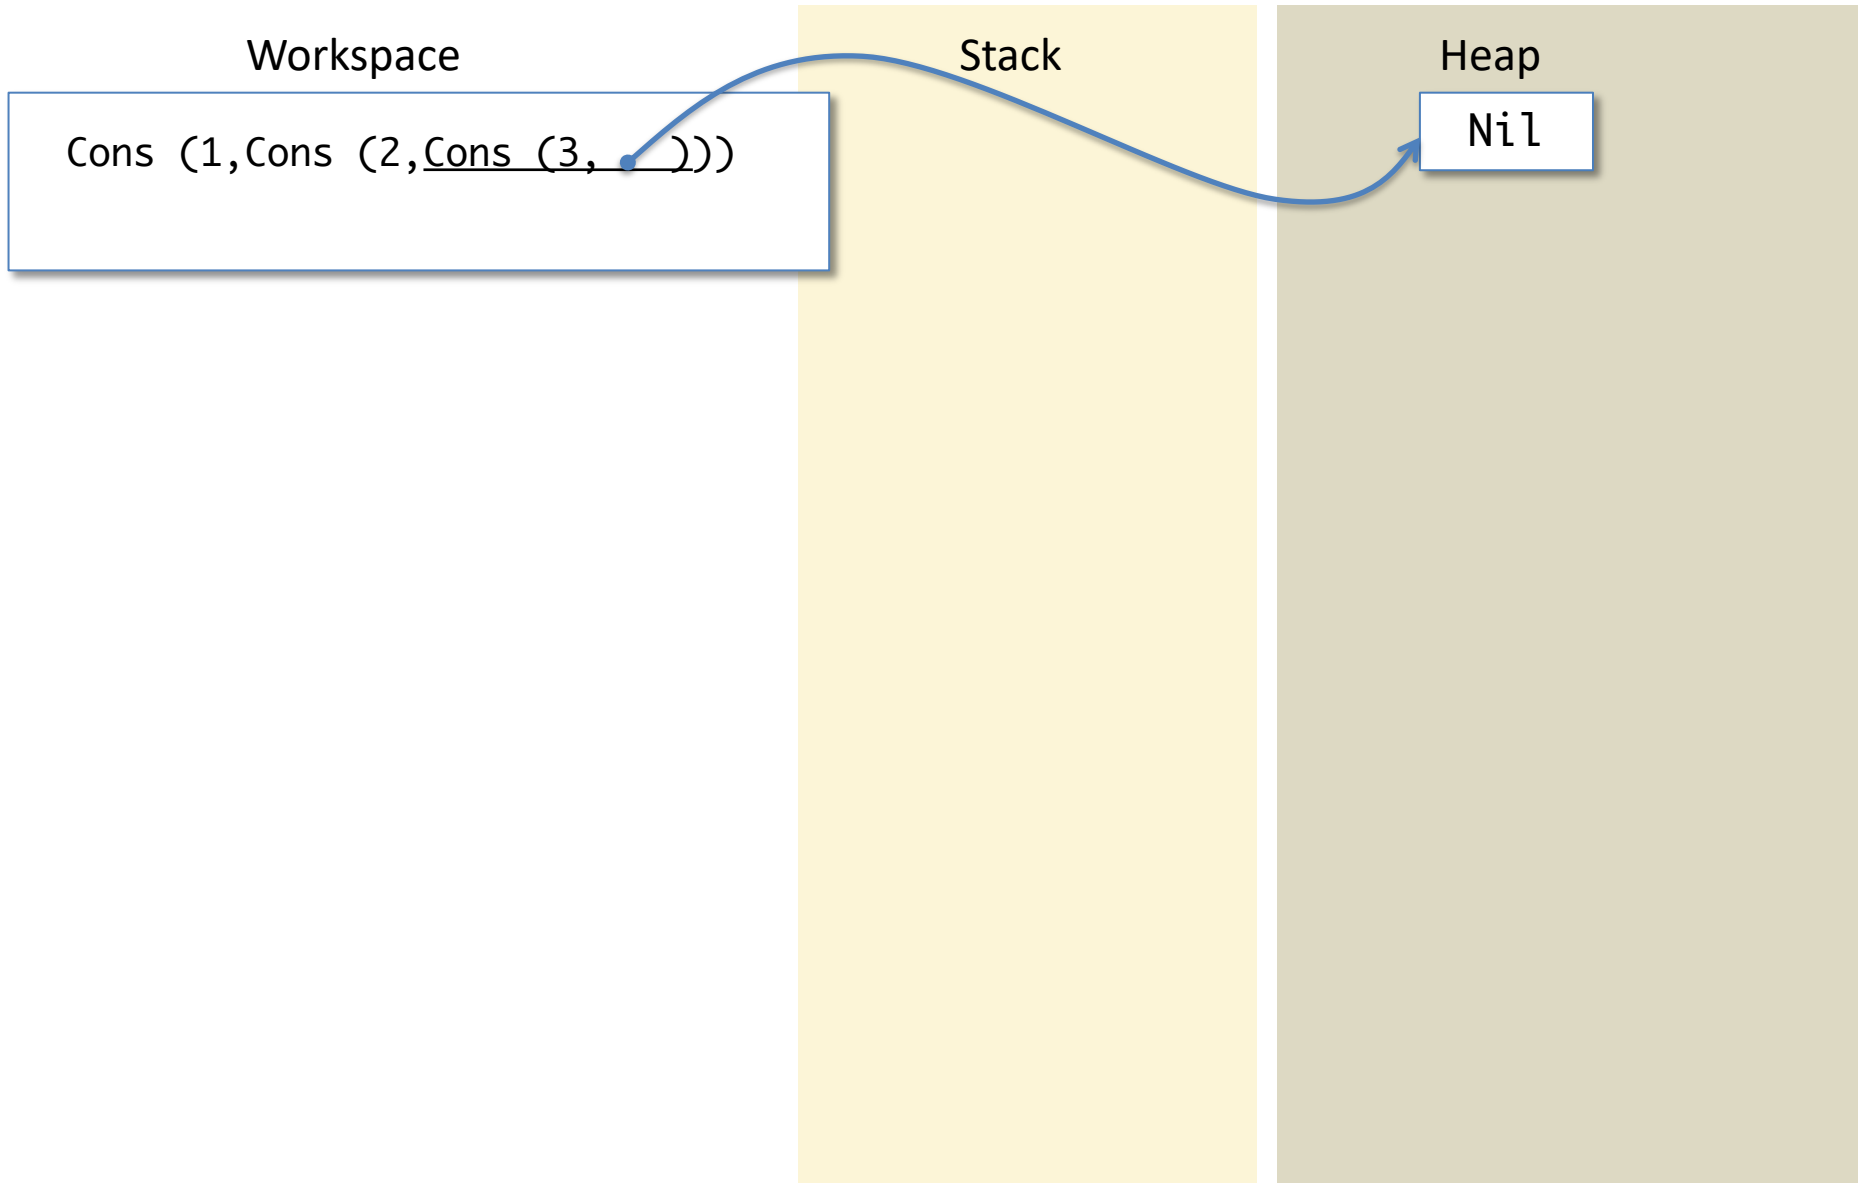 Workspace
Stack
Heap
Cons (1,Cons (2,Cons (3,   )))
Nil